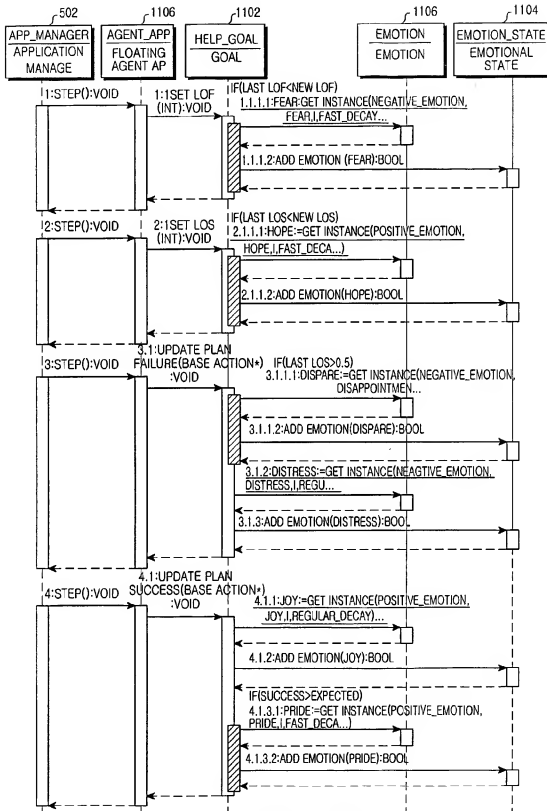 502
1106
1102
1106
1104
APP_MANAGER
APPLICATION
MANAGE
AGENT_APP
FLOATING
AGENT AP
HELP_GOAL
GOAL
EMOTION
EMOTION
EMOTION_STATE
EMOTIONAL
STATE
1:STEP():VOID
1:1SET LOF
(INT):VOID
IF(LAST LOF<NEW LOF)
1.1.1.1:FEAR:GET INSTANCE(NEGATIVE_EMOTION,
FEAR,I,FAST_DECAY...
1.1.1.2:ADD EMOTION (FEAR):BOOL
2:STEP():VOID
2:1SET LOS
(INT):VOID
IF(LAST LOS<NEW LOS)
2.1.1.1:HOPE:=GET INSTANCE(POSITIVE_EMOTION,
HOPE,I,FAST_DECA...)
2.1.1.2:ADD EMOTION(HOPE):BOOL
3:STEP():VOID
3.1:UPDATE PLAN
FAILURE(BASE ACTION*)
:VOID
IF(LAST LOS>0.5)
3.1.1.1:DISPARE:=GET INSTANCE(NEGATIVE_EMOTION,
DISAPPOINTMEN...
3.1.1.2:ADD EMOTION(DISPARE):BOOL
3.1.2:DISTRESS:=GET INSTANCE(NEAGTIVE_EMOTION,
DISTRESS,I,REGU...
3.1.3:ADD EMOTION(DISTRESS):BOOL
4:STEP():VOID
4.1:UPDATE PLAN
SUCCESS(BASE ACTION*)
:VOID
4.1.1:JOY:=GET INSTANCE(POSITIVE_EMOTION,
JOY,I,REGULAR_DECAY)...
4.1.2:ADD EMOTION(JOY):BOOL
IF(SUCCESS>EXPECTED)
4.1.3.1:PRIDE:=GET INSTANCE(POSITIVE_EMOTION,
PRIDE,I,FAST_DECA...)
4.1.3.2:ADD EMOTION(PRIDE):BOOL